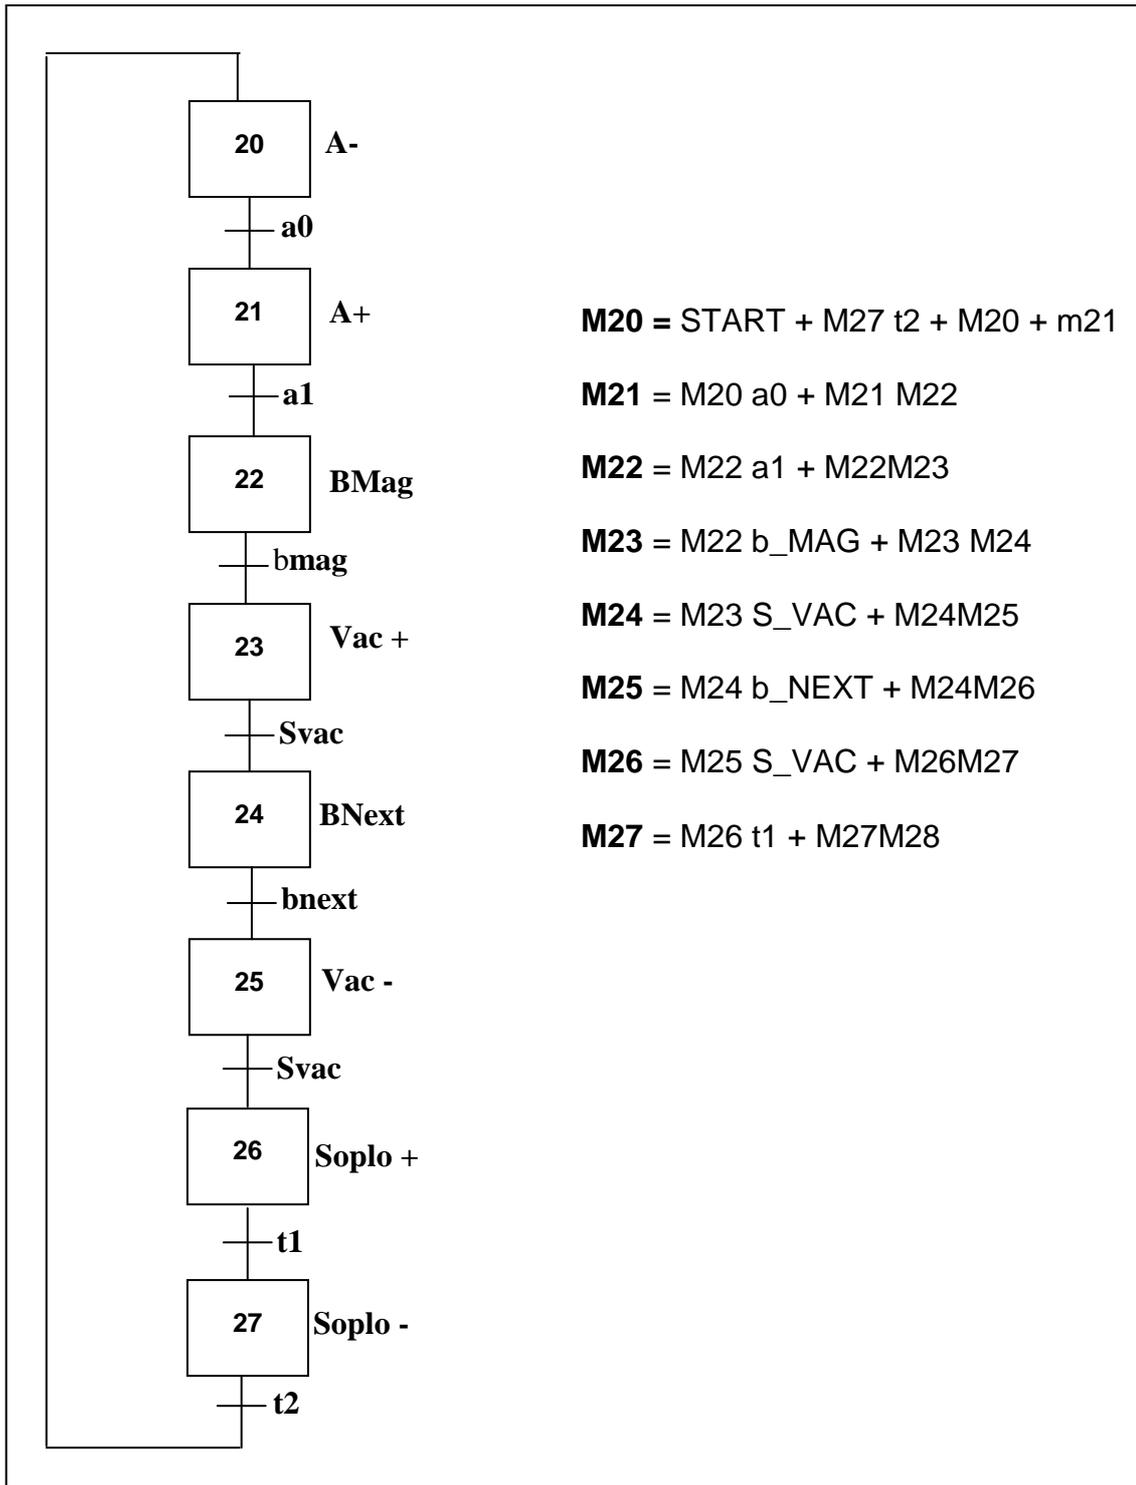 20 A-
a0
21 A+
a1
22 BMag
bmag
23 Vac +
Svac
24 BNext
bnext
25 Vac -
Svac
26 Soplo +
t1
27 Soplo -
t2
M20 = START + M27 t2 + M20 + m21
M21 = M20 a0 + M21 M22
M22 = M22 a1 + M22M23
M23 = M22 b_MAG + M23 M24
M24 = M23 S_VAC + M24M25
M25 = M24 b_NEXT + M24M26
M26 = M25 S_VAC + M26M27
M27 = M26 t1 + M27M28